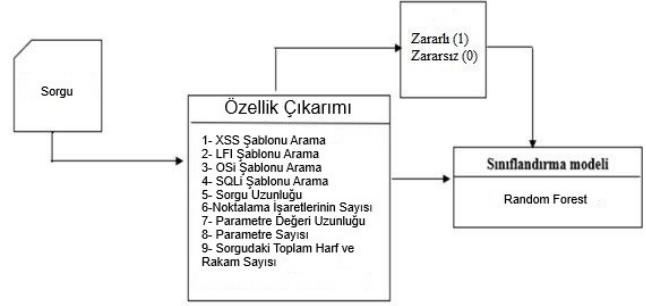 Sorgu
Özellik Çıkarımı
1- XSS Şablonu Arama
2- LFI Şablonu Arama
3- OSi Şablonu Arama
4- SQLi Şablonu Arama
5- Sorgu Uzunluğu
6-Noktalama İşaretlerinin Sayısı
7- Parametre Değeri Uzunluğu
8- Parametre Sayısı
9- Sorgudaki Toplam Harf ve
Rakam Sayısı
Zararlı (1)
Zararsız (0)
Sınıflandırma modeli
Random Forest